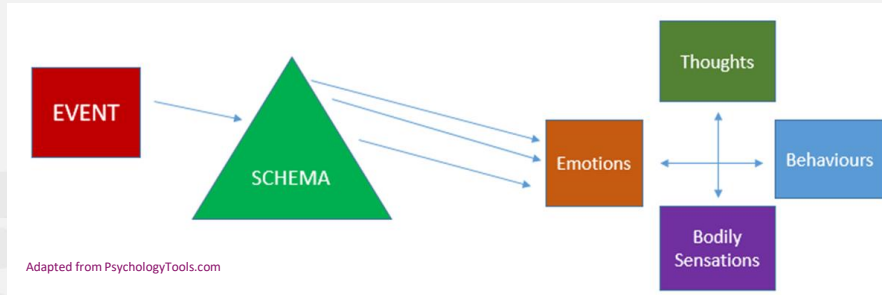 EVENT
SCHEMA
Thoughts
Emotions
Behaviours
Bodily
Sensations
Adapted from PsychologyTools.com